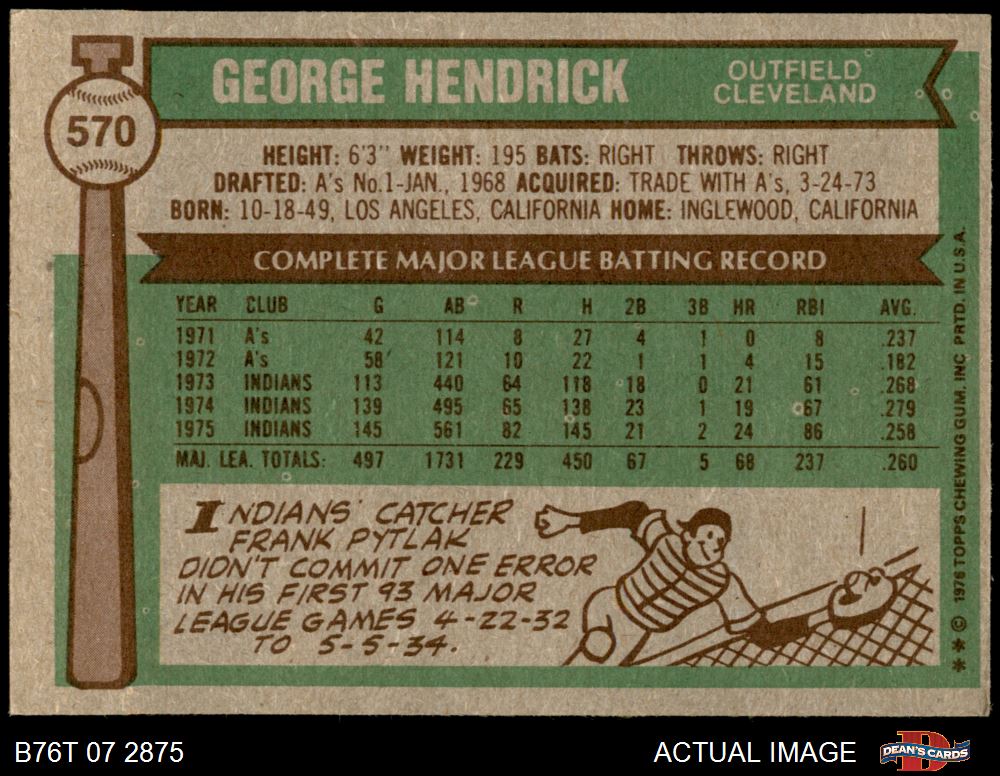 GEORGE HENDRICK
OUTFIELD
CLEVELAND
570
HEIGHT: 6'3" WEIGHT: 195 BATS: RIGHT THROWS: RIGHT
DRAFTED: A's No.1-JAN., 1968 ACQUIRED: TRADE WITH A's, 3-24-73
BORN: 10-18-49, LOS ANGELES, CALIFORNIA HOME: INGLEWOOD, CALIFORNIA
COMPLETE MAJOR LEAGUE BATTING RECORD
YEAR CLUB G AB R H 2B 3B HR RBI AVG.
1971 A's 42 114 8 27 4 1 0 8 .237
1972 A's 58 121 10 22 1 1 4 15 .182
1973 INDIANS 113 440 64 118 18 0 21 61 .268
1974 INDIANS 139 495 65 138 23 1 19 67 .279
1975 INDIANS 145 561 82 145 21 2 24 86 .258
MAJ. LEA. TOTALS: 497 1731 229 450 67 5 68 237 .260
INDIANS' CATCHER
FRANK PYTLAK
DIDN'T COMMIT ONE ERROR
IN HIS FIRST 93 MAJOR
LEAGUE GAMES 4-22-32
TO 5-5-34.
** © 1976 TOPPS CHEWING GUM, INC PRTD. IN U.S.A.
B76T 07 2875
ACTUAL IMAGE
DEAN'S CARDS